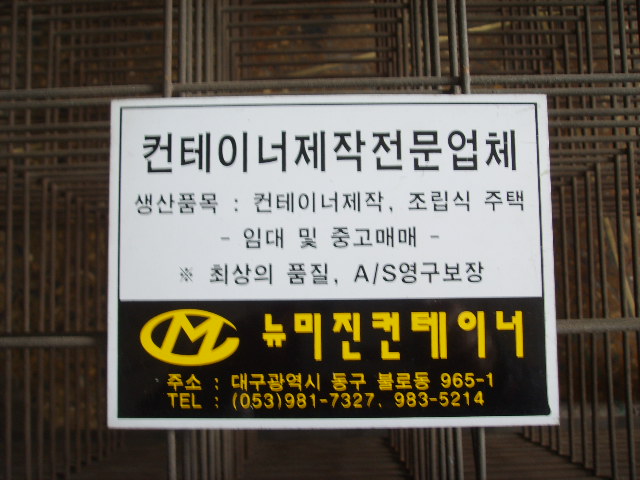 컨테이너제작전문업체
생산품목 : 컨테이너제작, 조립식 주택
- 임대 및 중고매매 -
※ 최상의 품질, A/S영구보장
CM 뉴미진컨테이너
주소 : 대구광역시 동구 불로동 965-1
TEL : (053)981-7327, 983-5214